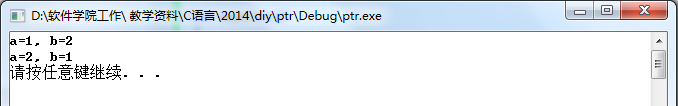 D:\软件学院工作\ 教学资料\C语言\2014\diy\ptr\Debug\ptr.exe
a=1, b=2
a=2, b=1
请按任意键继续. . .